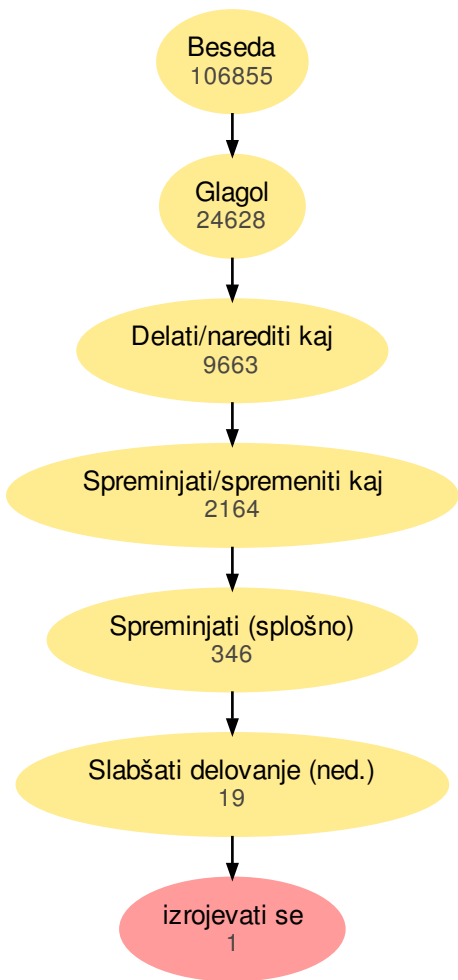 Beseda
106855
Glagol
24628
Delati/narediti kaj
9663
Spreminjati/spremeniti kaj
2164
Spreminjati (splošno)
346
Slabšati delovanje (ned.)
19
izrojevati se
1